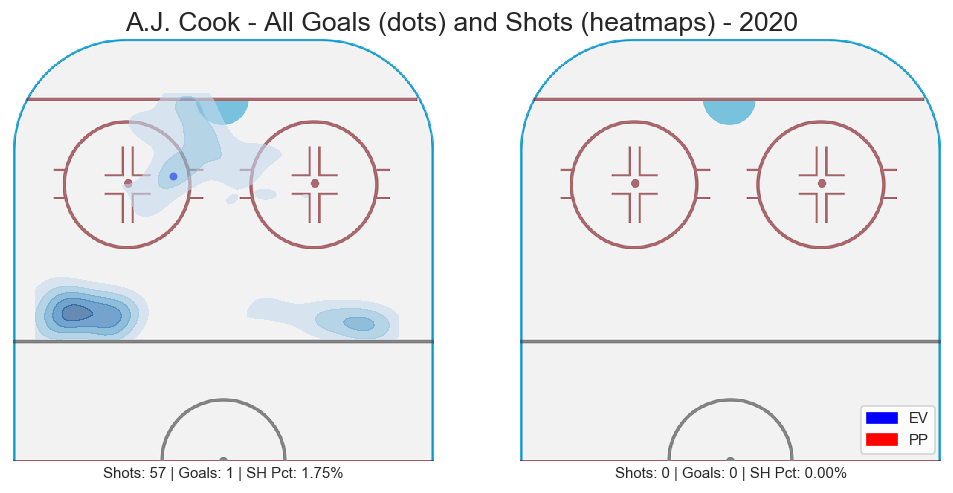 A.J. Cook - All Goals (dots) and Shots (heatmaps) - 2020
EV
PP
Shots: 57 | Goals: 1 | SH Pct: 1.75%
Shots: 0 | Goals: 0 | SH Pct: 0.00%